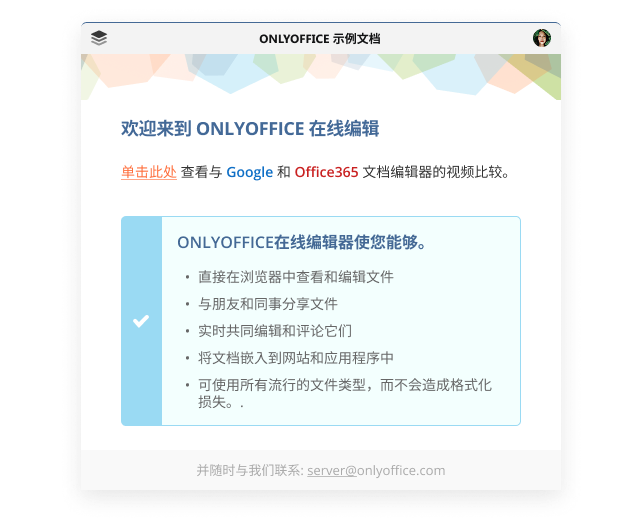 ONLYOFFICE 示例文档
欢迎来到 ONLYOFFICE 在线编辑
单击此处 查看与 Google 和 Office365 文档编辑器的视频比较。
ONLYOFFICE在线编辑器使您能够。
• 直接在浏览器中查看和编辑文件
• 与朋友和同事分享文件
• 实时共同编辑和评论它们
• 将文档嵌入到网站和应用程序中
• 可使用所有流行的文件类型，而不会造成格式化
损失。.
并随时与我们联系: server@onlyoffice.com